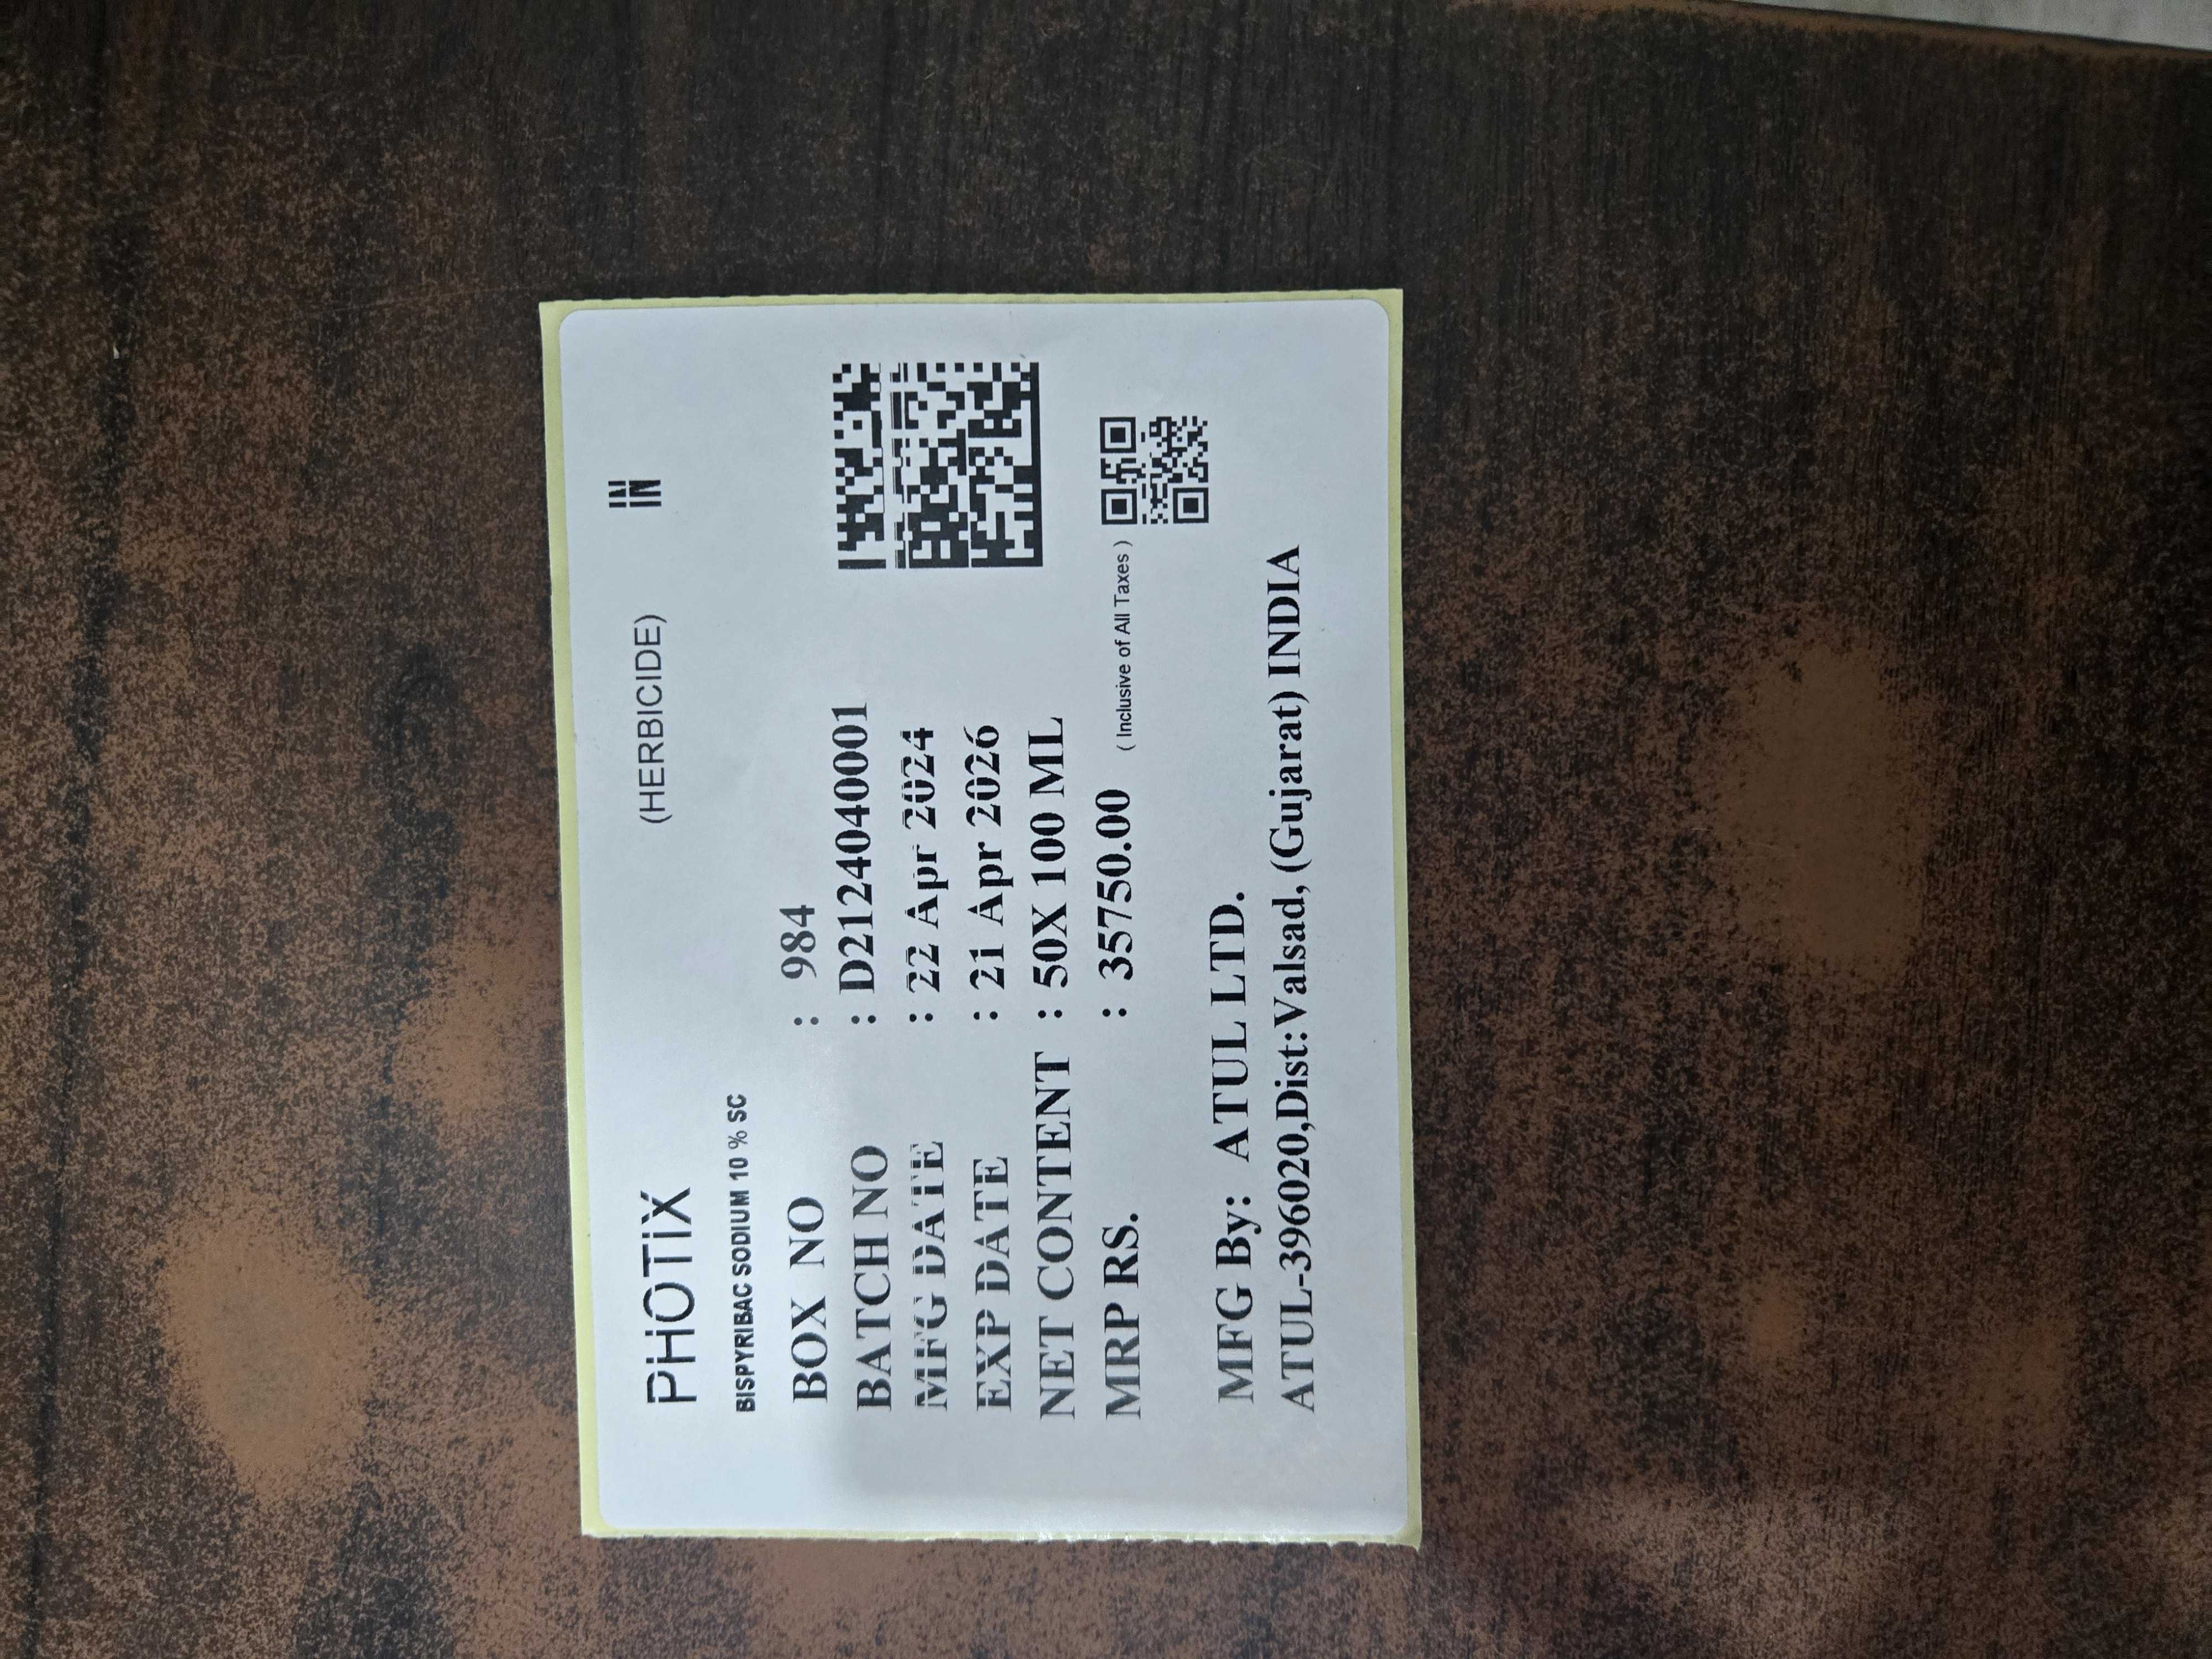 PHOTiX (HERBICIDE) IN
IN
BISPYRIBAC SODIUM 10 % SC
BOX NO : 984
BATCH NO : D2124040001
MFG DATE : 22 Apr 2024
EXP DATE : 21 Apr 2026
NET CONTENT : 50X 100 ML
MRP RS. : 35750.00 ( Inclusive of All Taxes )
MFG By: ATUL LTD.
ATUL-396020,Dist:Valsad, (Gujarat) INDIA